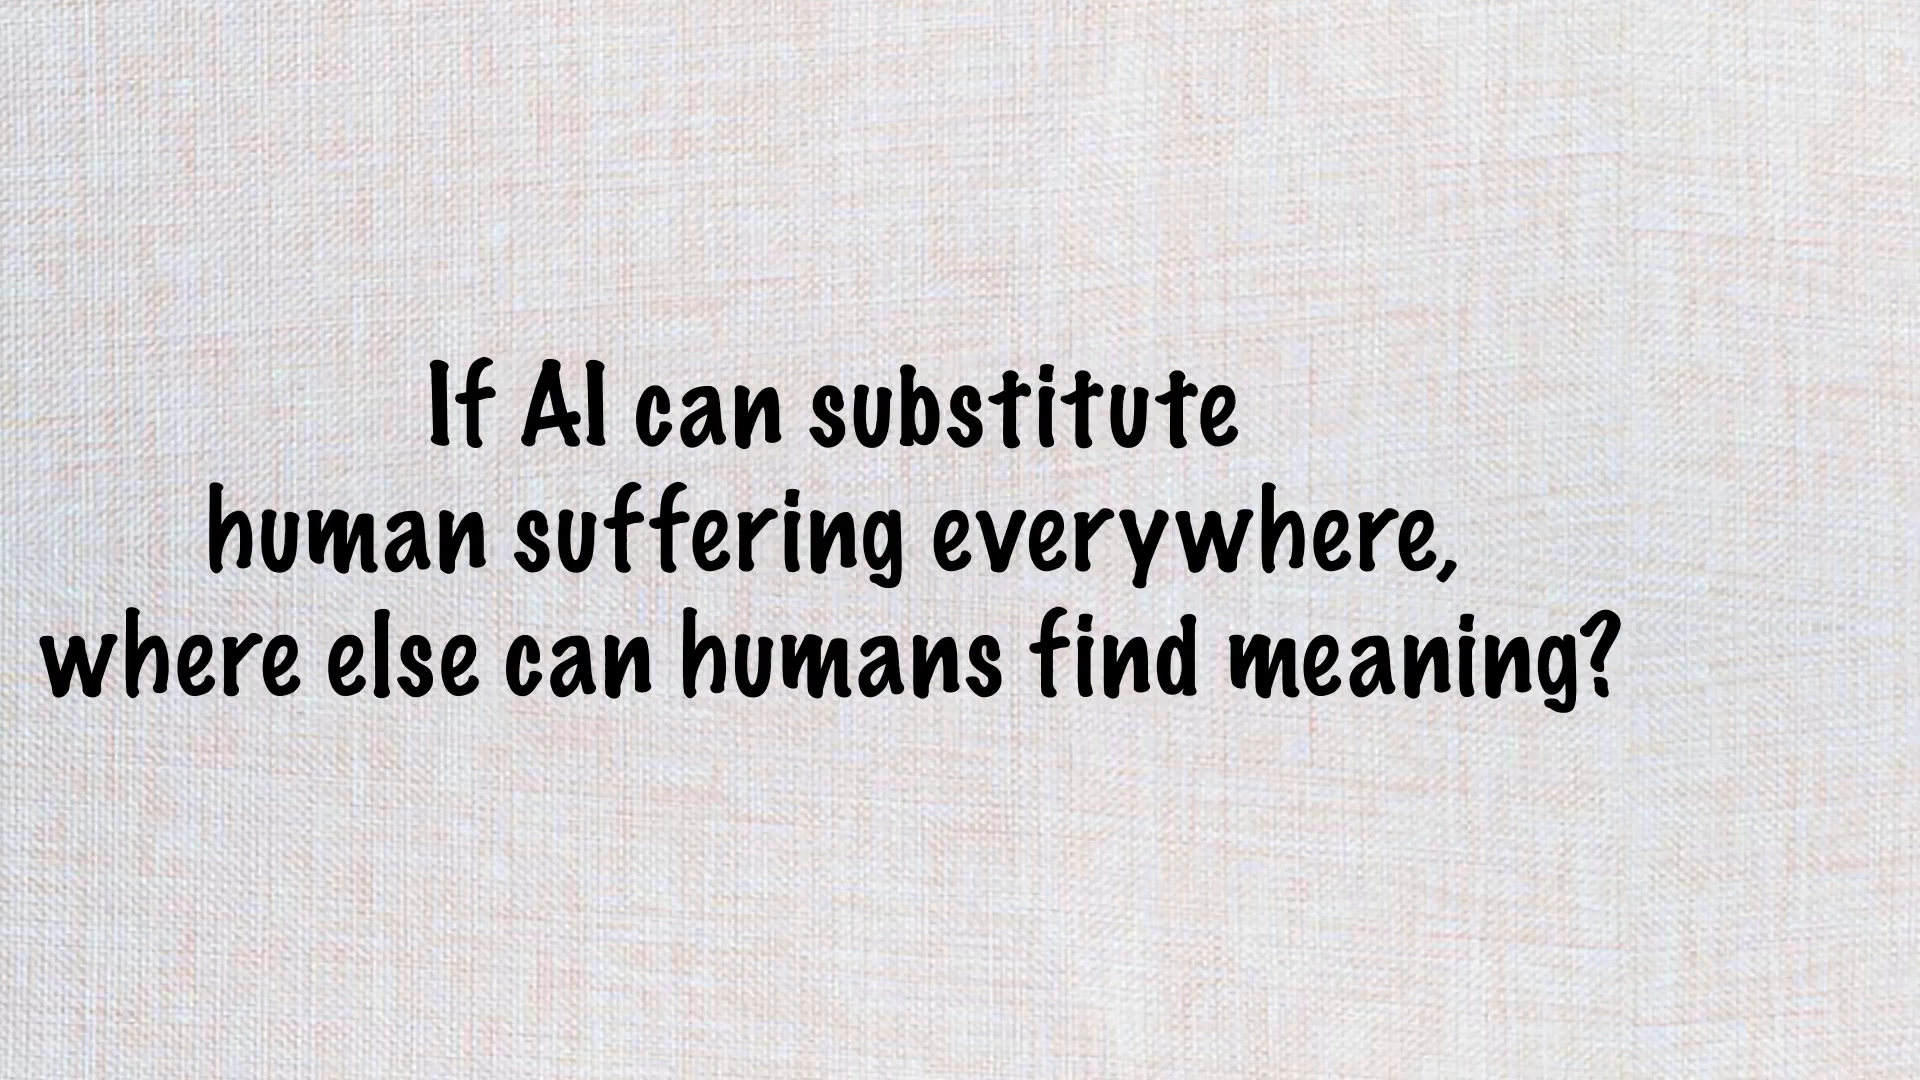 If AI can substitute
human suffering everywhere,
where else can humans find meaning?